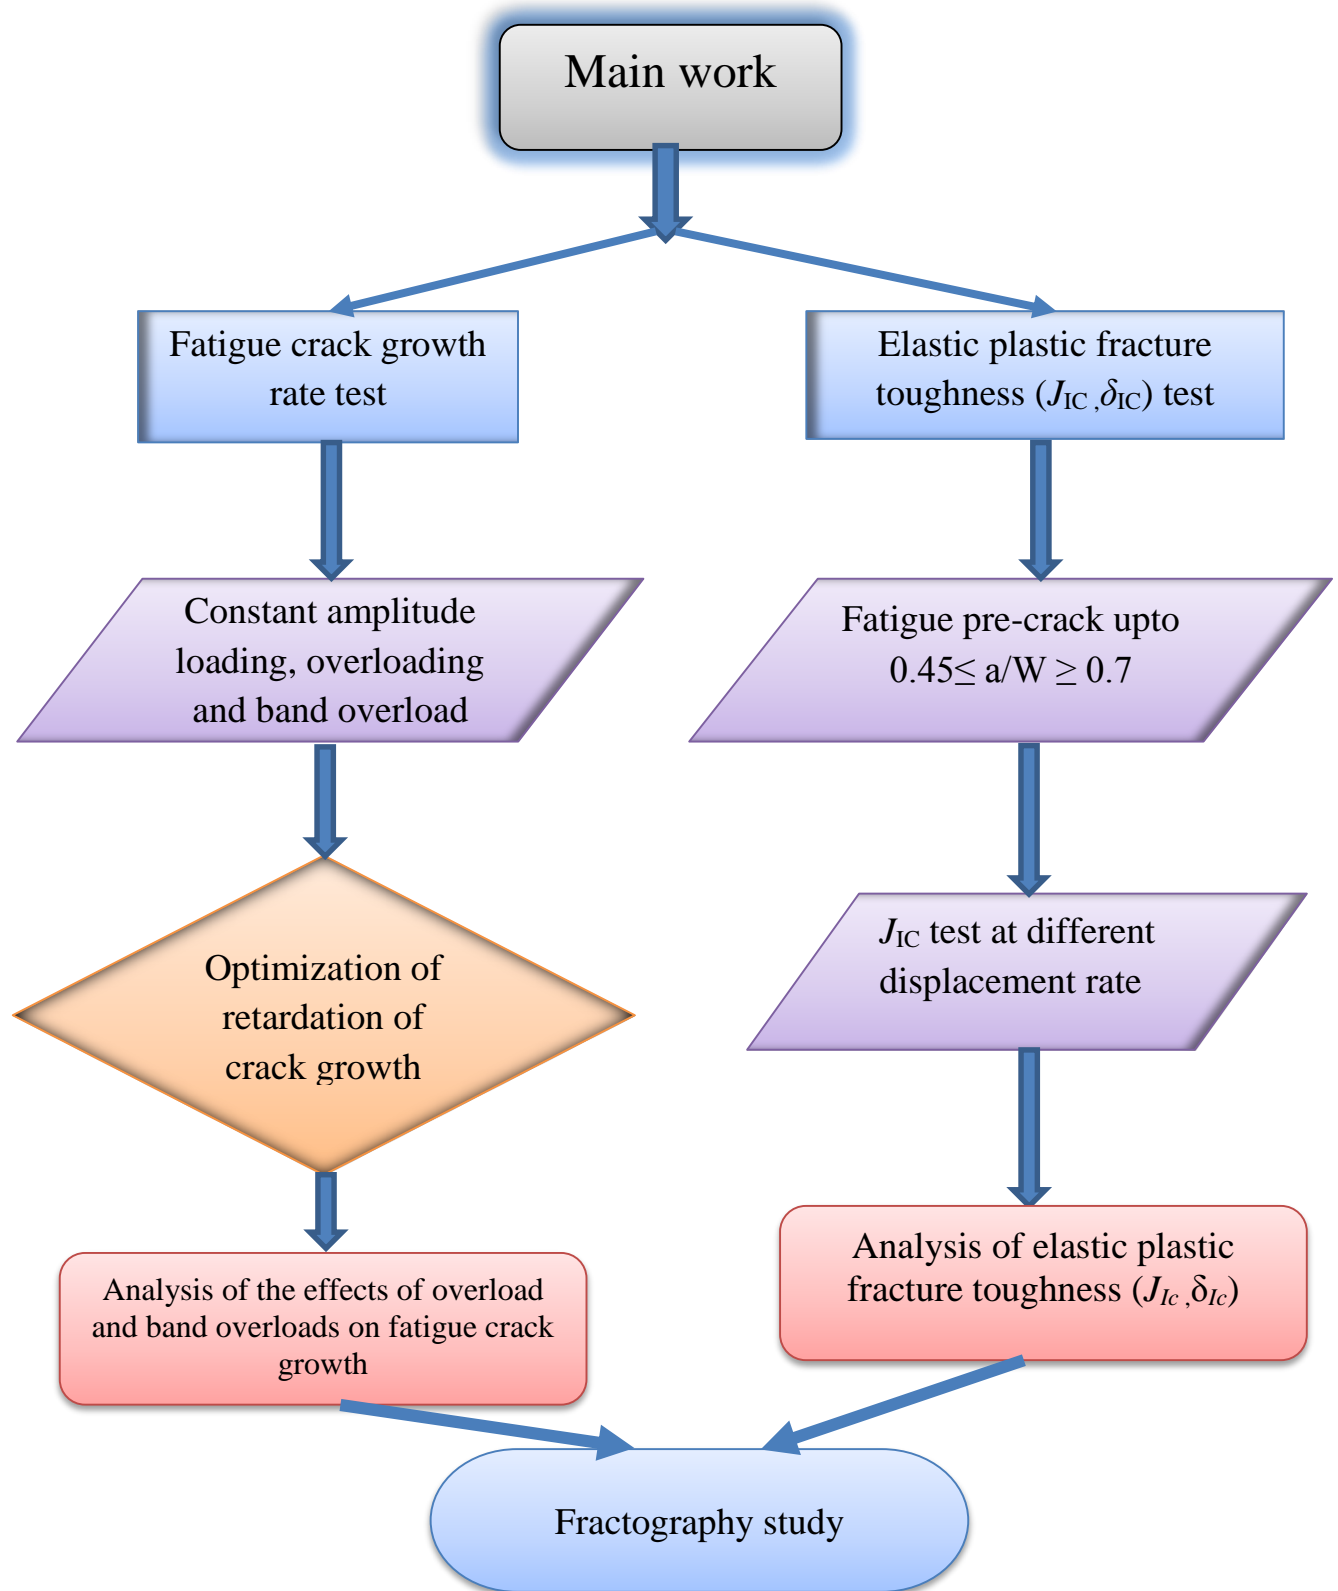 Main work
Fatigue crack growth
rate test
Elastic plastic fracture
toughness (JIC ,δIC) test
Constant amplitude
loading, overloading
and band overload
Fatigue pre-crack upto
0.45≤ a/W ≥ 0.7
Optimization of
retardation of
crack growth
JIC test at different
displacement rate
Analysis of the effects of overload
and band overloads on fatigue crack
growth
Analysis of elastic plastic
fracture toughness (JIc ,δIc)
Fractography study